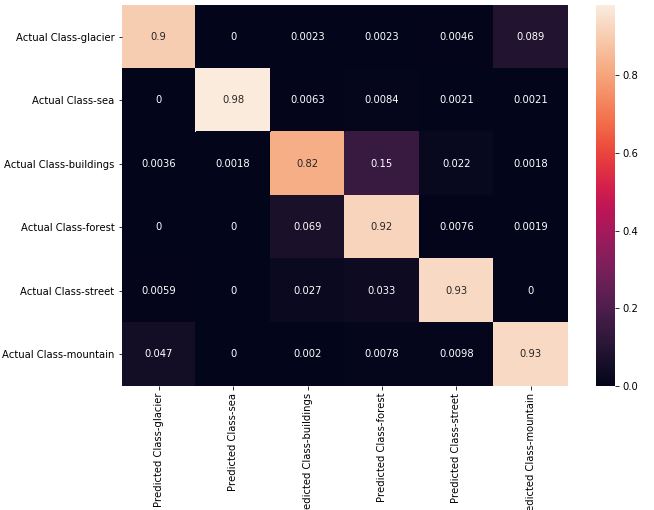 Actual Class-glacier 0.9 0 0.0023 0.0023 0.0046 0.089
Actual Class-sea 0 0.98 0.0063 0.0084 0.0021 0.0021
Actual Class-buildings 0.0036 0.0018 0.82 0.15 0.022 0.0018
Actual Class-forest 0 0 0.069 0.92 0.0076 0.0019
Actual Class-street 0.0059 0 0.027 0.033 0.93 0
Actual Class-mountain 0.047 0 0.002 0.0078 0.0098 0.93
Predicted Class-glacier
Predicted Class-sea
edicted Class-buildings
Predicted Class-forest
Predicted Class-street
edicted Class-mountain
0.8
0.6
0.4
0.2
0.0